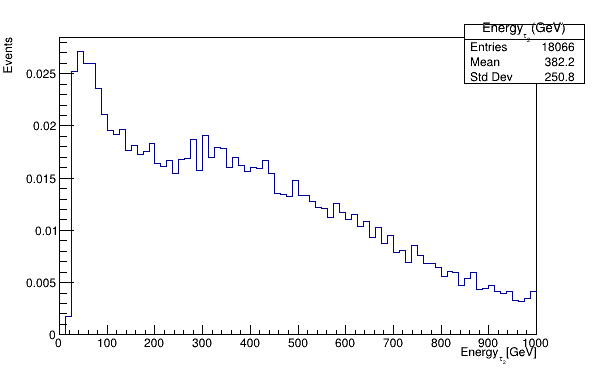 Energy_τ₂ (GeV)
Entries 18066
Mean 382.2
Std Dev 250.8
Events
0.025
0.02
0.015
0.01
0.005
0
0 100 200 300 400 500 600 700 800 900 1000
Energy_τ₂ [GeV]